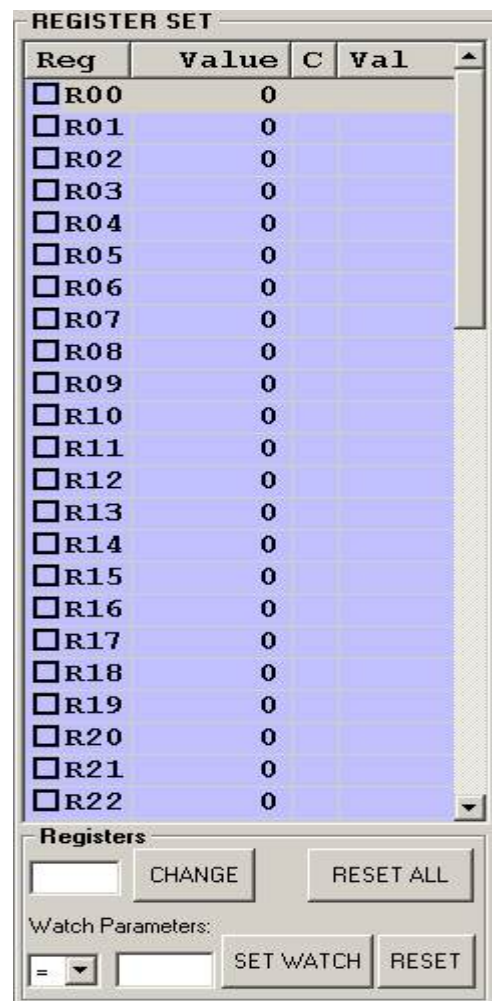 REGISTER SET
Reg Value C Val
R00 0
R01 0
R02 0
R03 0
R04 0
R05 0
R06 0
R07 0
R08 0
R09 0
R10 0
R11 0
R12 0
R13 0
R14 0
R15 0
R16 0
R17 0
R18 0
R19 0
R20 0
R21 0
R22 0
Registers
CHANGE RESET ALL
Watch Parameters:
= SET WATCH RESET